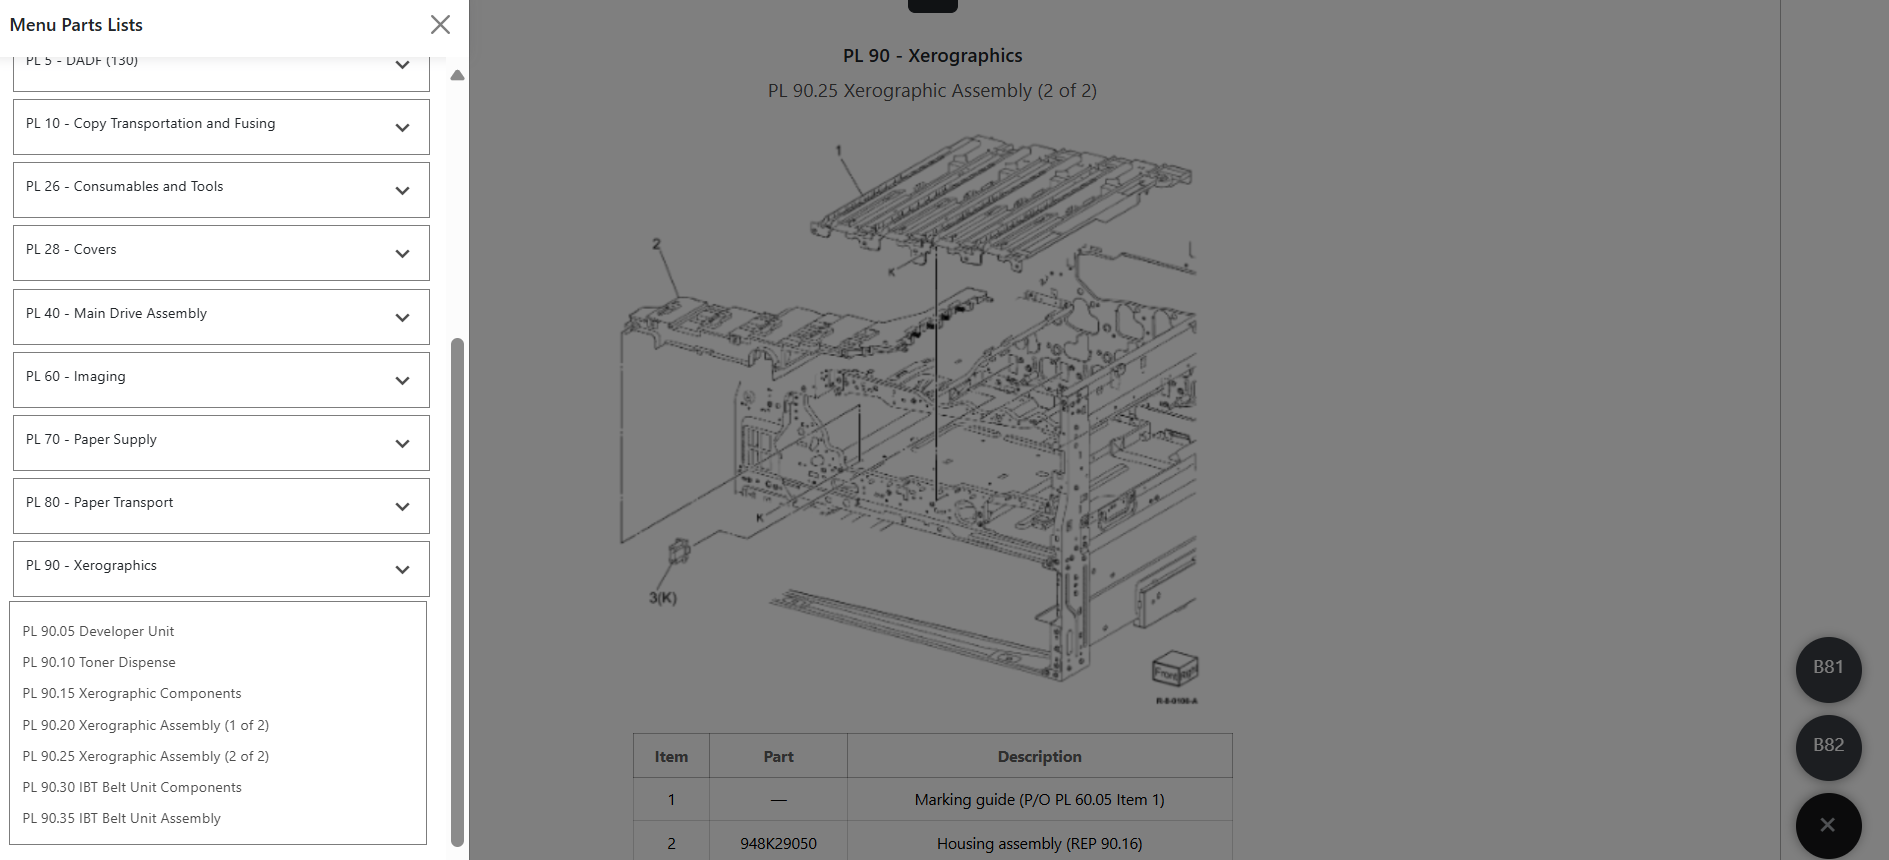 Menu Parts Lists
PL 5 - DADF (130)
PL 10 - Copy Transportation and Fusing
PL 26 - Consumables and Tools
PL 28 - Covers
PL 40 - Main Drive Assembly
PL 60 - Imaging
PL 70 - Paper Supply
PL 80 - Paper Transport
PL 90 - Xerographics
PL 90.05 Developer Unit
PL 90.10 Toner Dispense
PL 90.15 Xerographic Components
PL 90.20 Xerographic Assembly (1 of 2)
PL 90.25 Xerographic Assembly (2 of 2)
PL 90.30 IBT Belt Unit Components
PL 90.35 IBT Belt Unit Assembly
PL 90 - Xerographics
PL 90.25 Xerographic Assembly (2 of 2)
1
2
K
K
3(K)
Front
R-8-0106-A
Item Part Description
1 — Marking guide (P/O PL 60.05 Item 1)
2 948K29050 Housing assembly (REP 90.16)
B81
B82